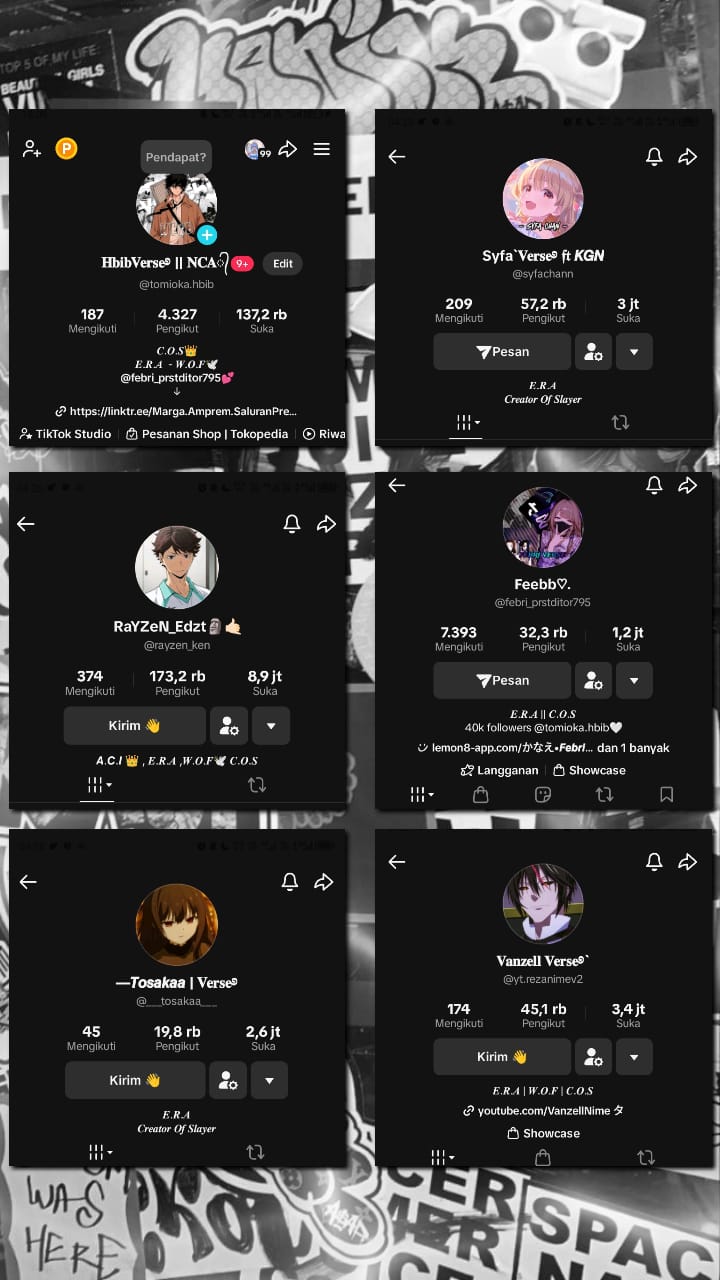 TOP 5 OF MY LIFE:
GIRLS
Pendapat?
99
HbibVerse || NCA
9+
Edit
@tomioka.hbib
187 4.327 137,2 rb
Mengikuti Pengikut Suka
C.O.S👑
E.R.A - W.O.F🕊️
@febri_prstditor795💕
↓
https://linktr.ee/Marga.Amprem.SaluranPre...
TikTok Studio | Pesanan Shop | Tokopedia | Riwa
SYFA CHAN
Syfa`Verse ft KGN
@syfachann
209 57,2 rb 3 jt
Mengikuti Pengikut Suka
Pesan
E.R.A
Creator Of Slayer
RaYZeN_Edzt🗿🤙🏻
@rayzen_ken
374 173,2 rb 8,9 jt
Mengikuti Pengikut Suka
Kirim 👋
A.C.I 👑 , E.R.A ,W.O.F🕊️ C.O.S
Feebb♡.
@febri_prstditor795
7.393 32,3 rb 1,2 jt
Mengikuti Pengikut Suka
Pesan
E.R.A || C.O.S
40k followers @tomioka.hbib🤍
lemon8-app.com/かなえ•Febri... dan 1 banyak
Langganan | Showcase
—Tosakaa | Verse
@___tosakaa___
45 19,8 rb 2,6 jt
Mengikuti Pengikut Suka
Kirim 👋
E.R.A
Creator Of Slayer
Vanzell Verse`
@yt.rezanimev2
174 45,1 rb 3,4 jt
Mengikuti Pengikut Suka
Kirim 👋
E.R.A | W.O.F | C.O.S
youtube.com/VanzellNime タ
Showcase
WAS
HERE
CER
SPAC